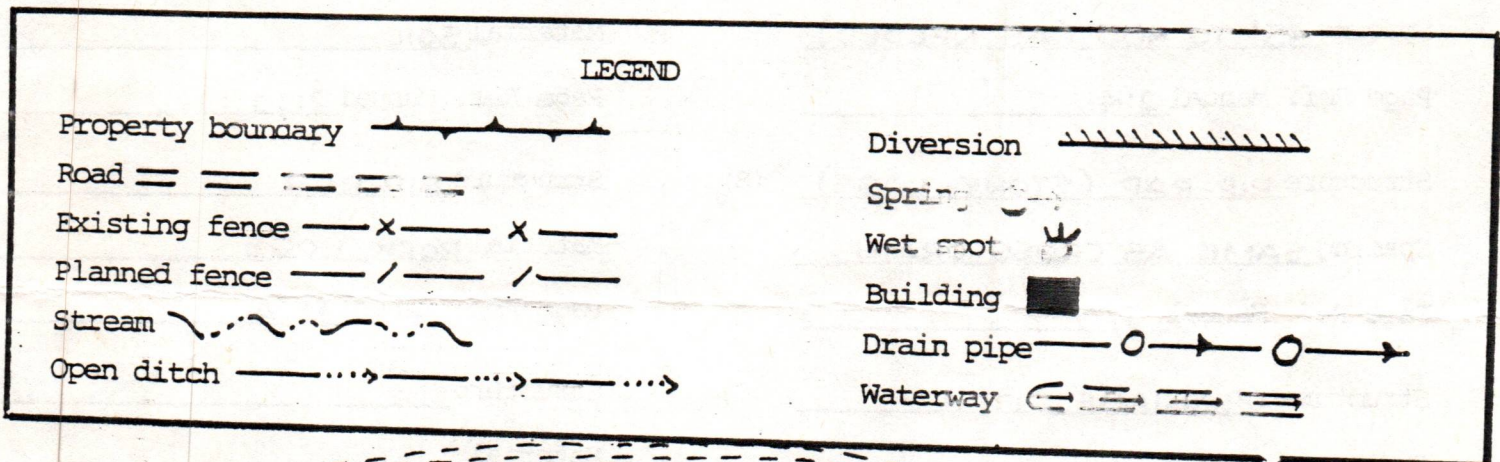 LEGEND
Property boundary
Road
Existing fence
Planned fence
Stream
Open ditch
Diversion
Spring
Wet spot
Building
Drain pipe
Waterway